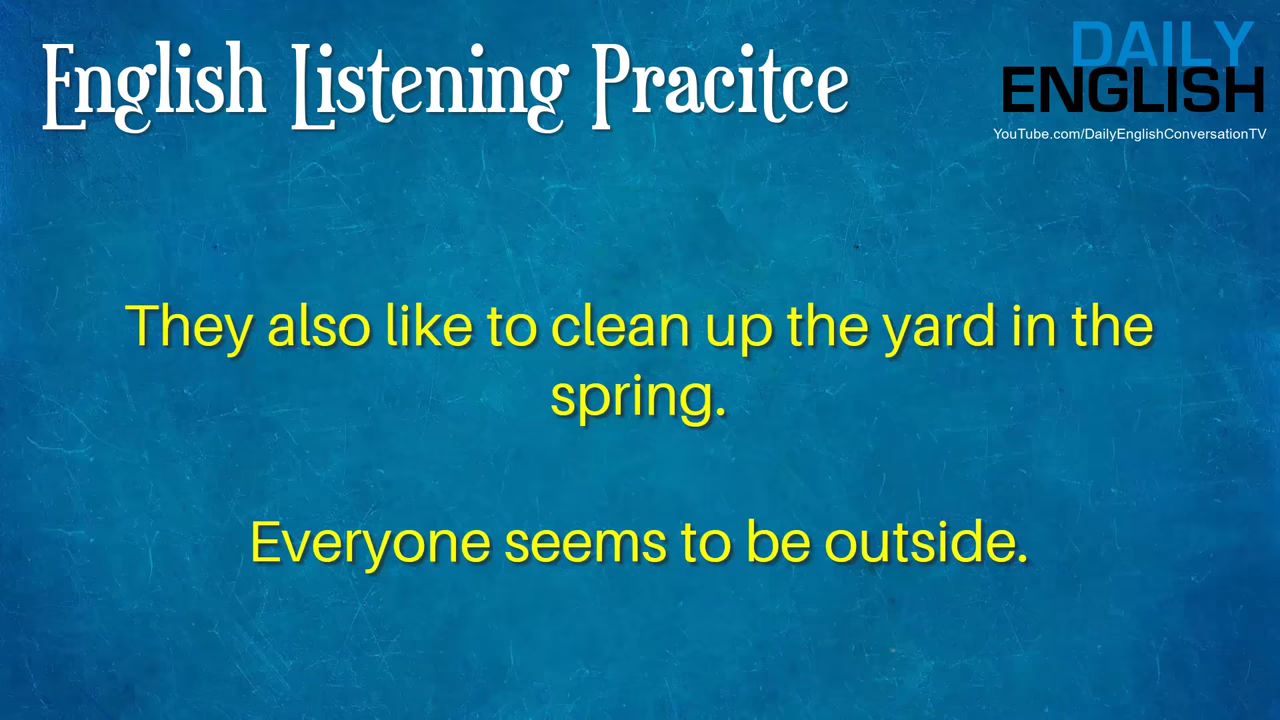 English Listening Pracitce
DAILY
ENGLISH
YouTube.com/DailyEnglishConversationTV
They also like to clean up the yard in the
spring.
Everyone seems to be outside.